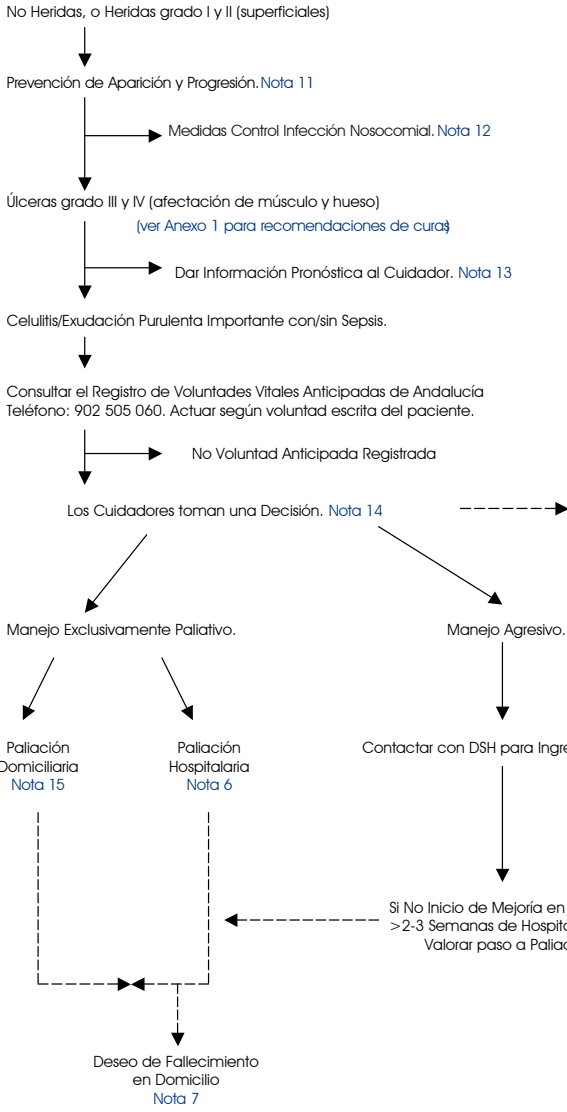 No Heridas, o Heridas grado I y II (superficiales)
Prevención de Aparición y Progresión. Nota 11
Medidas Control Infección Nosocomial. Nota 12
Úlceras grado III y IV (afectación de músculo y hueso)
(ver Anexo 1 para recomendaciones de curas)
Dar Información Pronóstica al Cuidador. Nota 13
Celulitis/Exudación Purulenta Importante con/sin Sepsis.
Consultar el Registro de Voluntades Vitales Anticipadas de Andalucía
Teléfono: 902 505 060. Actuar según voluntad escrita del paciente.
No Voluntad Anticipada Registrada
Los Cuidadores toman una Decisión. Nota 14
Manejo Exclusivamente Paliativo.
Manejo Agresivo.
Paliación
Domiciliaria
Nota 15
Paliación
Hospitalaria
Nota 6
Contactar con DSH para Ingre
Si No Inicio de Mejoría en
>2-3 Semanas de Hospit
Valorar paso a Palia
Deseo de Fallecimiento
en Domicilio
Nota 7